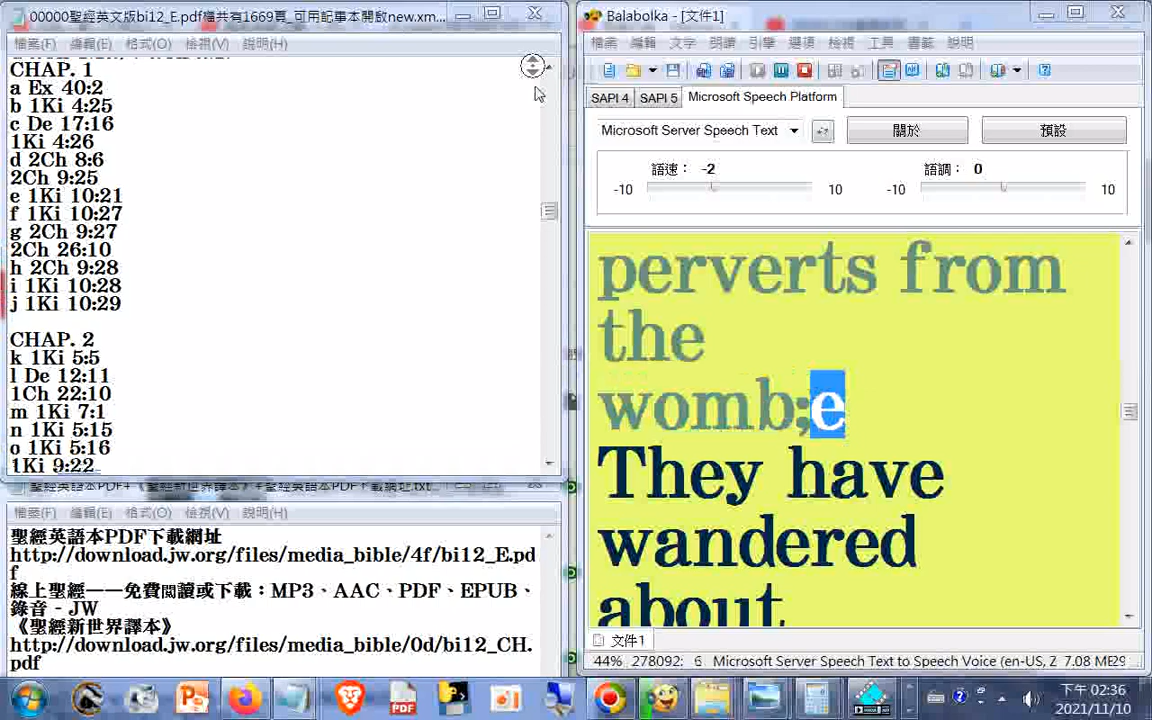 00000聖經英文版bi12_E.pdf檔共有1669頁_可用記事本開啟new.xm...
檔案(F) 編輯(E) 格式(O) 檢視(V) 說明(H)
CHAP. 1
a Ex 40:2
b 1Ki 4:25
c De 17:16
1Ki 4:26
d 2Ch 8:6
2Ch 9:25
e 1Ki 10:21
f 1Ki 10:27
g 2Ch 9:27
2Ch 26:10
h 2Ch 9:28
i 1Ki 10:28
j 1Ki 10:29
CHAP. 2
k 1Ki 5:5
l De 12:11
1Ch 22:10
m 1Ki 7:1
n 1Ki 5:15
o 1Ki 5:16
1Ki 9:22
檔案(F) 編輯(E) 格式(O) 檢視(V) 說明(H)
聖經英語本PDF下載網址
http://download.jw.org/files/media_bible/4f/bi12_E.pd
f
線上聖經——免費閱讀或下載：MP3、AAC、PDF、EPUB、
錄音 - JW
《聖經新世界譯本》
http://download.jw.org/files/media_bible/0d/bi12_CH.
pdf
Balabolka - [文件1]
檔案 編輯 文字 朗讀 引擎 選項 檢視 工具 書籤 說明
SAPI 4 SAPI 5 Microsoft Speech Platform
Microsoft Server Speech Text 關於 預設
語速： -2 語調： 0
-10 10 -10 10
perverts from
the
womb;e
They have
wandered
about
文件1
44% 278092: 6 Microsoft Server Speech Text to Speech Voice (en-US, Z 7.08 ME29
下午 02:36
2021/11/10